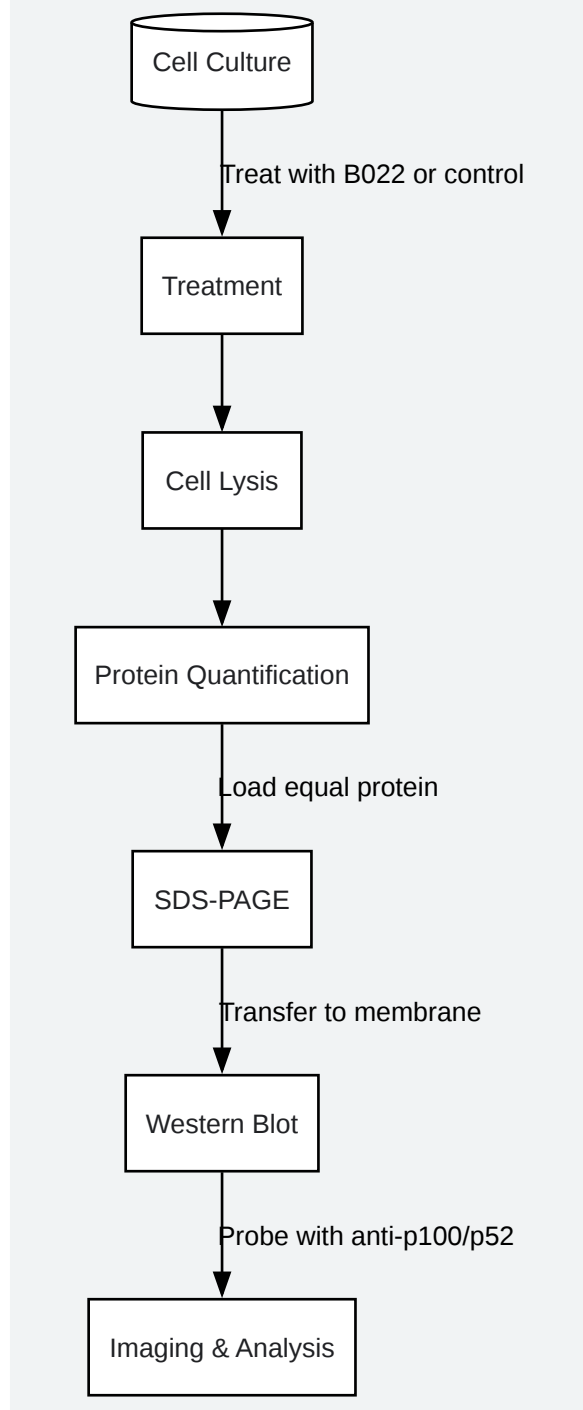 Cell Culture
Treat with B022 or control
Treatment
Cell Lysis
Protein Quantification
Load equal protein
SDS-PAGE
Transfer to membrane
Western Blot
Probe with anti-p100/p52
Imaging & Analysis